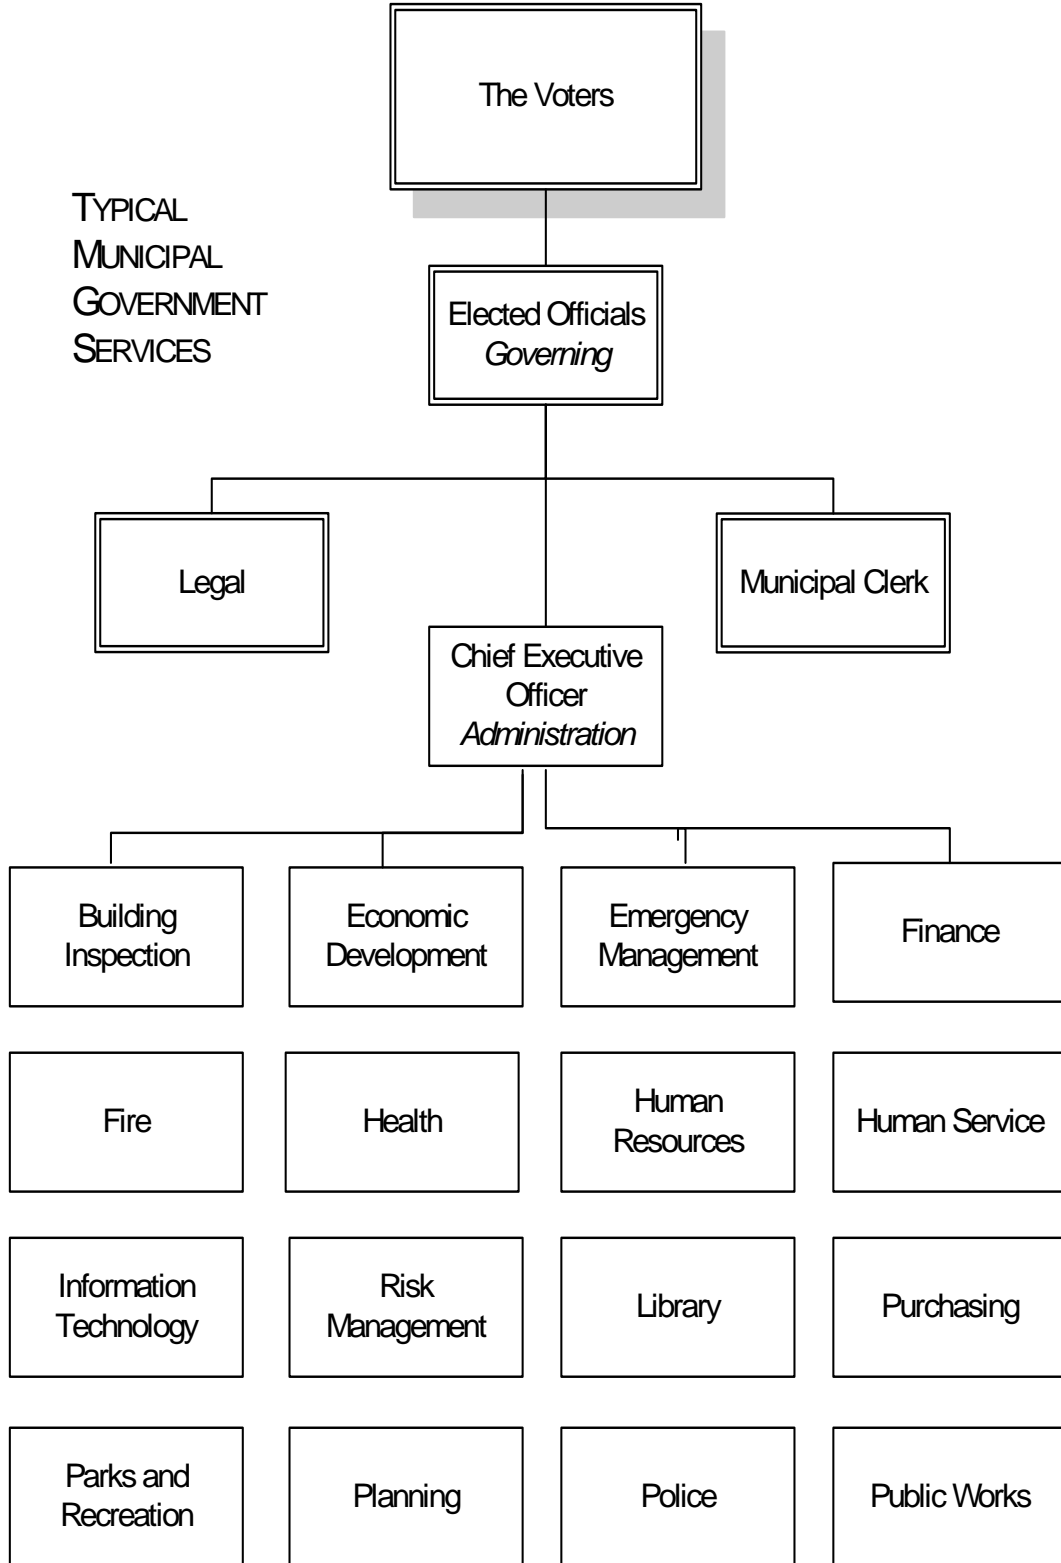 The Voters
TYPICAL
MUNICIPAL
GOVERNMENT
SERVICES
Elected Officials
Governing
Legal
Municipal Clerk
Chief Executive
Officer
Administration
Building
Inspection
Economic
Development
Emergency
Management
Finance
Fire
Health
Human
Resources
Human Service
Information
Technology
Risk
Management
Library
Purchasing
Parks and
Recreation
Planning
Police
Public Works